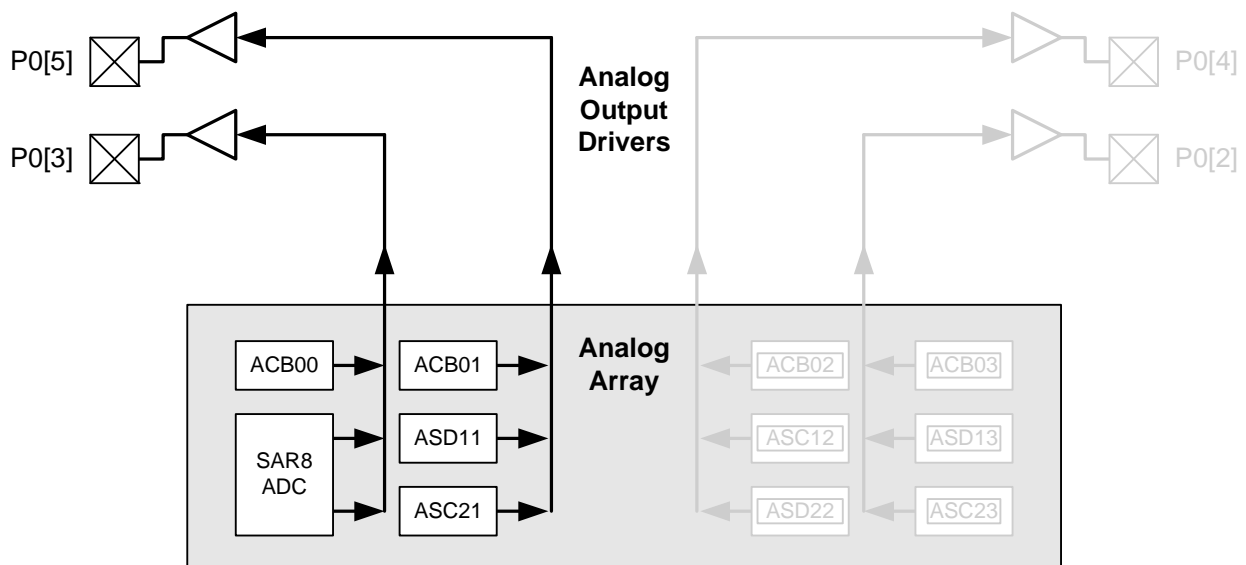 P0[5]
P0[3]
Analog
Output
Drivers
P0[4]
P0[2]
Analog
Array
ACB00
ACB01
ACB02
ACB03
SAR8
ADC
ASD11
ASC12
ASD13
ASC21
ASD22
ASC23